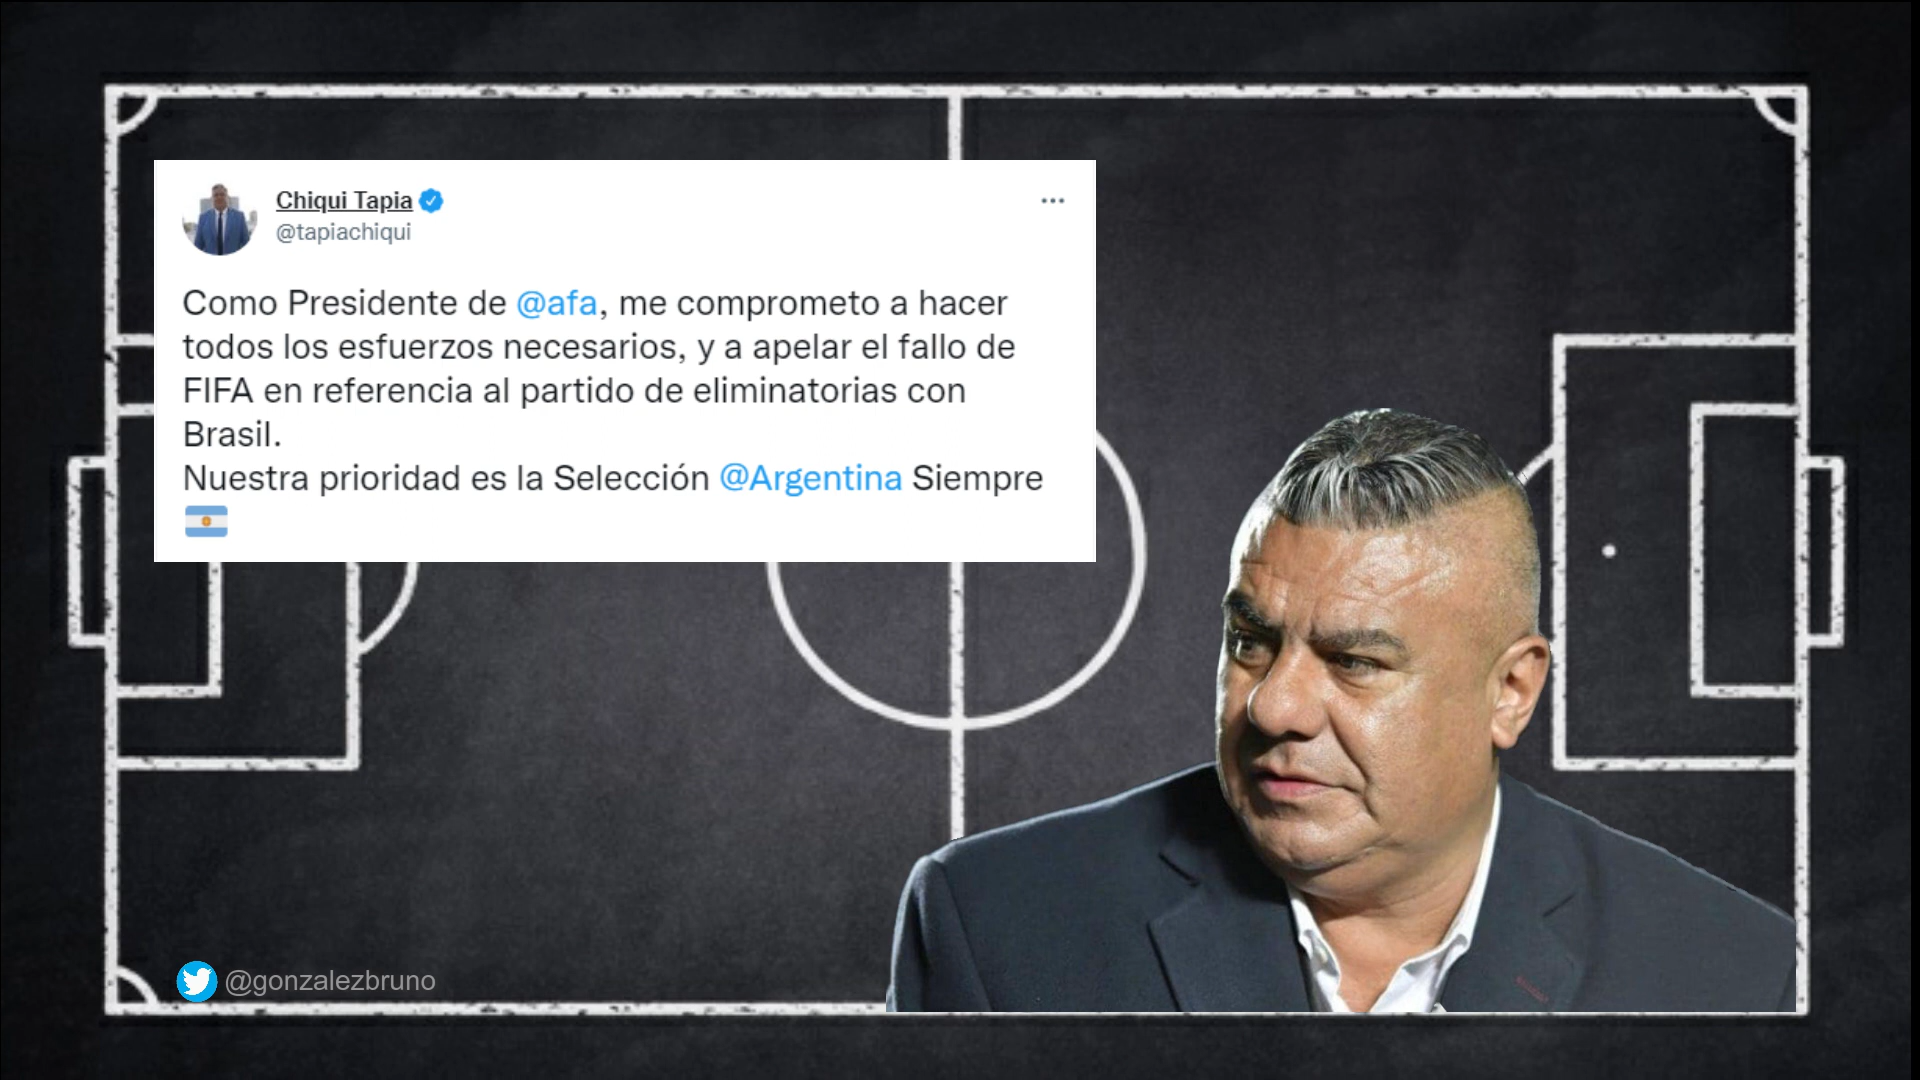 Chiqui Tapia
@tapiachiqui
Como Presidente de @afa, me comprometo a hacer
todos los esfuerzos necesarios, y a apelar el fallo de
FIFA en referencia al partido de eliminatorias con
Brasil.
Nuestra prioridad es la Selección @Argentina Siempre
@gonzalezbruno